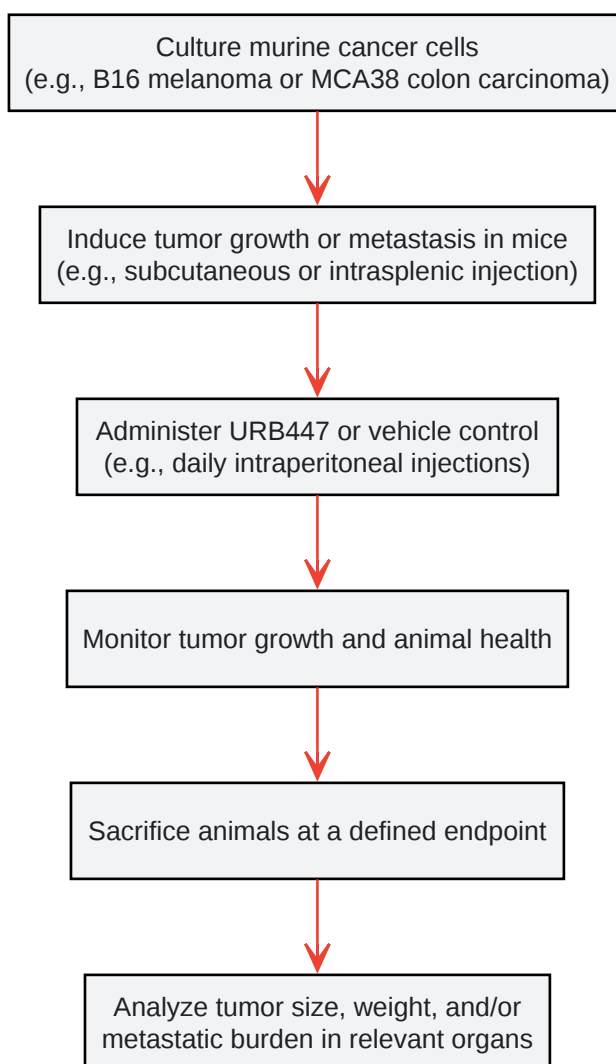 Culture murine cancer cells
(e.g., B16 melanoma or MCA38 colon carcinoma)
Induce tumor growth or metastasis in mice
(e.g., subcutaneous or intrasplenic injection)
Administer URB447 or vehicle control
(e.g., daily intraperitoneal injections)
Monitor tumor growth and animal health
Sacrifice animals at a defined endpoint
Analyze tumor size, weight, and/or
metastatic burden in relevant organs